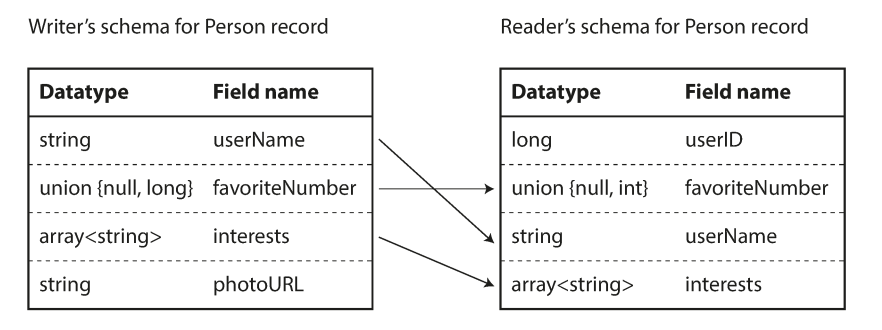 Writer’s schema for Person record
Datatype Field name
string userName
union {null, long} favoriteNumber
array<string> interests
string photoURL
Reader’s schema for Person record
Datatype Field name
long userID
union {null, int} favoriteNumber
string userName
array<string> interests